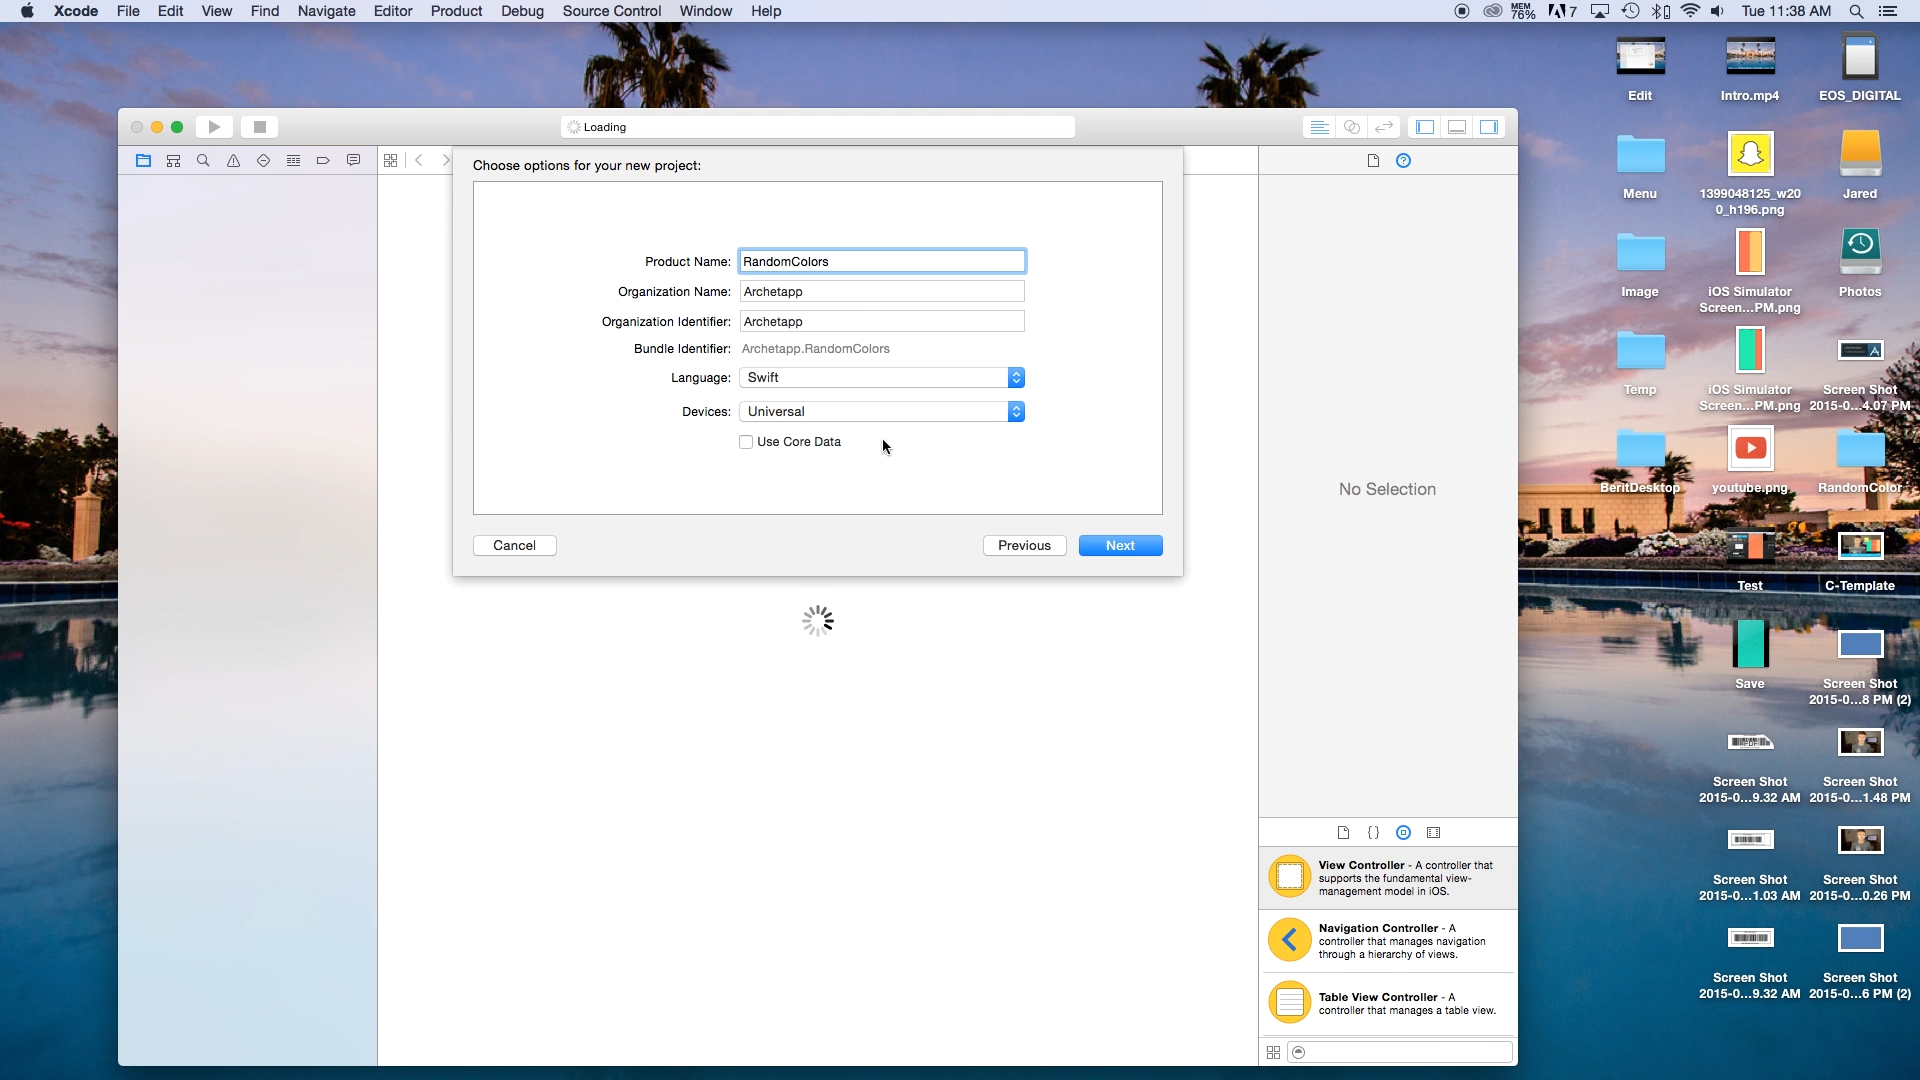 Xcode File Edit View Find Navigate Editor Product Debug Source Control Window Help
MEM 76% 7 Tue 11:38 AM
Loading
Choose options for your new project:
Product Name: RandomColors
Organization Name: Archetapp
Organization Identifier: Archetapp
Bundle Identifier: Archetapp.RandomColors
Language: Swift
Devices: Universal
Use Core Data
Cancel
Previous
Next
No Selection
View Controller - A controller that
supports the fundamental view-
management model in iOS.
Navigation Controller - A
controller that manages navigation
through a hierarchy of views.
Table View Controller - A
controller that manages a table view.
Edit
Intro.mp4
EOS_DIGITAL
Menu
1399048125_w20
0_h196.png
Jared
Image
iOS Simulator
Screen...PM.png
Photos
Temp
iOS Simulator
Screen...PM.png
Screen Shot
2015-0...4.07 PM
BeritDesktop
youtube.png
RandomColor
Test
C-Template
Save
Screen Shot
2015-0...8 PM (2)
PDF
Screen Shot
2015-0...9.32 AM
Screen Shot
2015-0...1.48 PM
Screen Shot
2015-0...1.03 AM
Screen Shot
2015-0...0.26 PM
Screen Shot
2015-0...9.32 AM
Screen Shot
2015-0...6 PM (2)